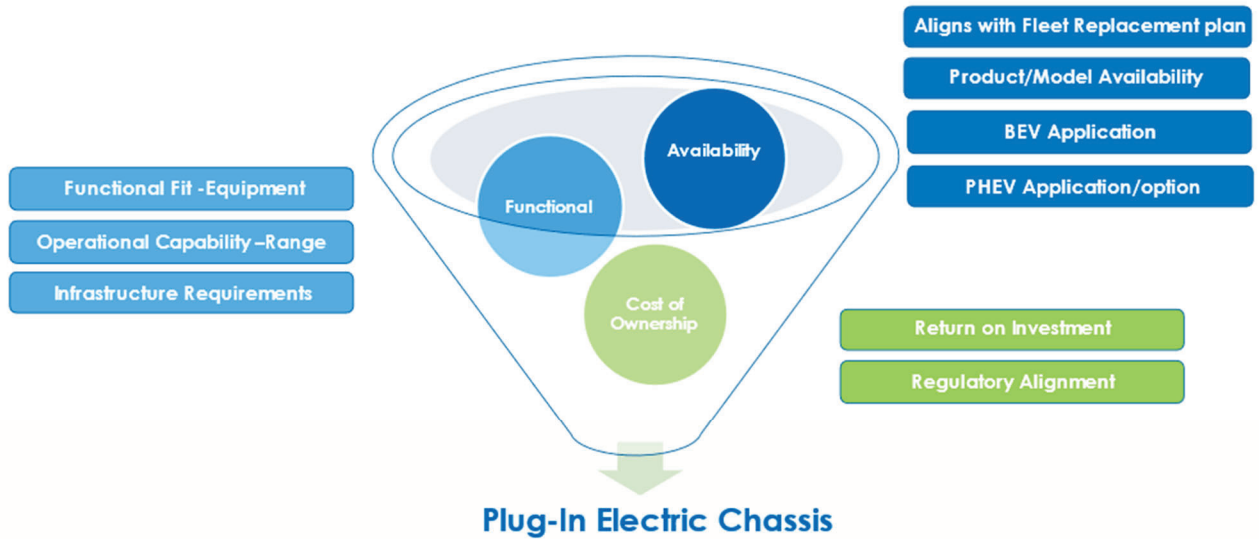 Aligns with Fleet Replacement plan
Product/Model Availability
BEV Application
PHEV Application/option
Availability
Functional
Functional Fit -Equipment
Operational Capability –Range
Infrastructure Requirements
Cost of
Ownership
Return on Investment
Regulatory Alignment
Plug-In Electric Chassis